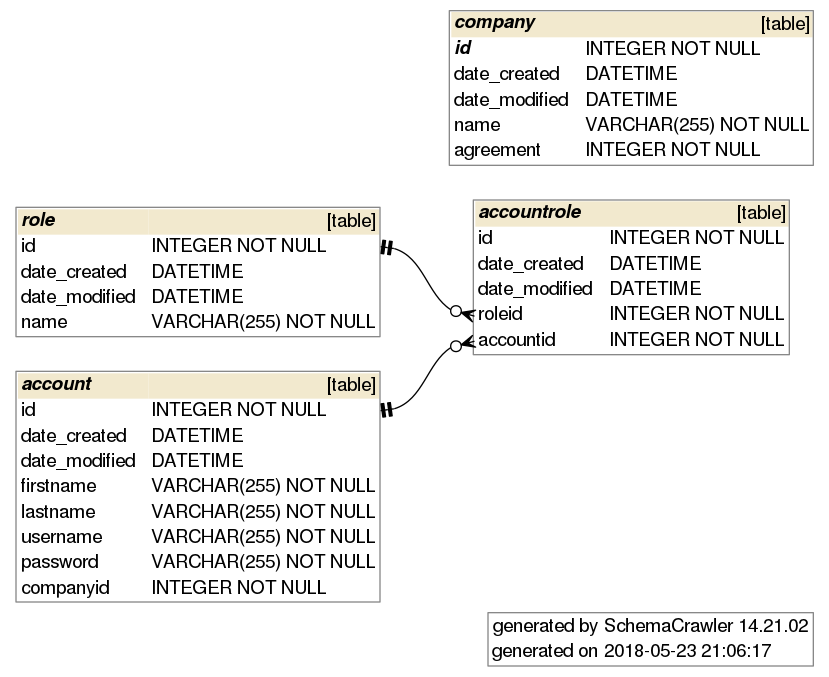 company [table]
id INTEGER NOT NULL
date_created DATETIME
date_modified DATETIME
name VARCHAR(255) NOT NULL
agreement INTEGER NOT NULL
role [table]
id INTEGER NOT NULL
date_created DATETIME
date_modified DATETIME
name VARCHAR(255) NOT NULL
accountrole [table]
id INTEGER NOT NULL
date_created DATETIME
date_modified DATETIME
roleid INTEGER NOT NULL
accountid INTEGER NOT NULL
account [table]
id INTEGER NOT NULL
date_created DATETIME
date_modified DATETIME
firstname VARCHAR(255) NOT NULL
lastname VARCHAR(255) NOT NULL
username VARCHAR(255) NOT NULL
password VARCHAR(255) NOT NULL
companyid INTEGER NOT NULL
generated by SchemaCrawler 14.21.02
generated on 2018-05-23 21:06:17